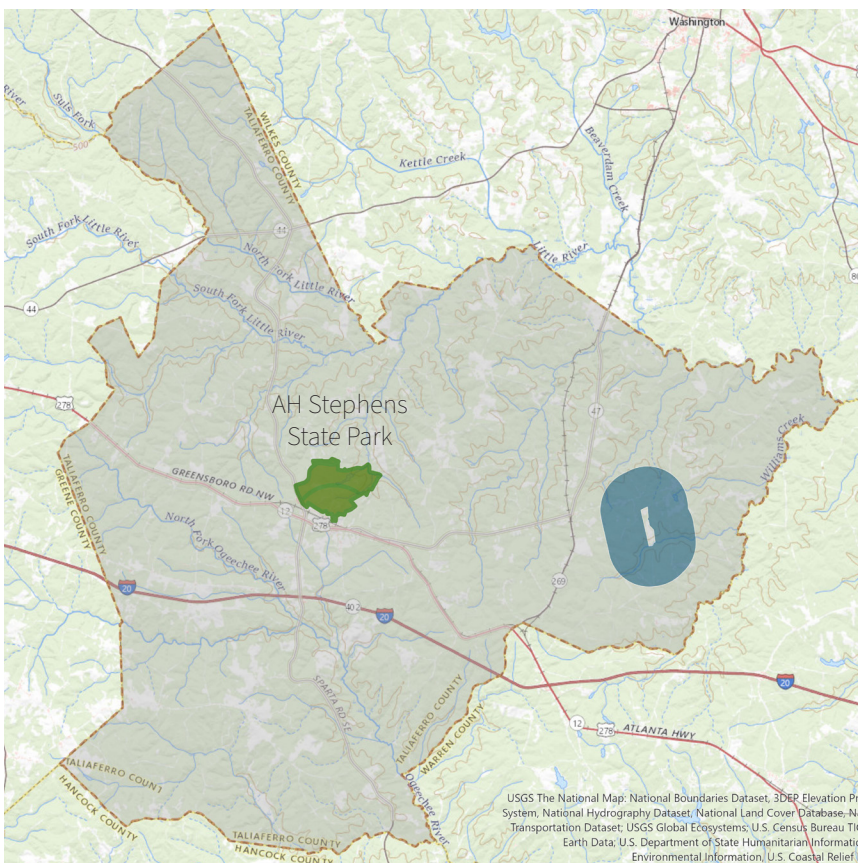 Washington
River
Suls Fork
500
WILKES COUNTY
TALIAFERRO COUNTY
Kettle Creek
Beaverdam Creek
South Fork Little River
44
North Fork Little River
Little River
80
44
South Fork Little River
278
AH Stephens
State Park
47
Williams Creek
TALIAFERRO COUNTY
GREENE COUNTY
GREENSBORO RD NW
12
278
North Fork Ogeechee River
20
402
20
269
SPARTA RD SE
20
TALIAFERRO COUNTY
WARREN COUNTY
12
278
ATLANTA HWY
TALIAFERRO COUNT
HANCOCK COUNTY
Ogeechee River
TALIAFERRO COUNTY
HANCOCK COUNTY
USGS The National Map: National Boundaries Dataset, 3DEP Elevation Pr
System, National Hydrography Dataset, National Land Cover Database, N
Transportation Dataset; USGS Global Ecosystems; U.S. Census Bureau TI
Earth Data; U.S. Department of State Humanitarian Informati
Environmental Information, U.S. Coastal Relief